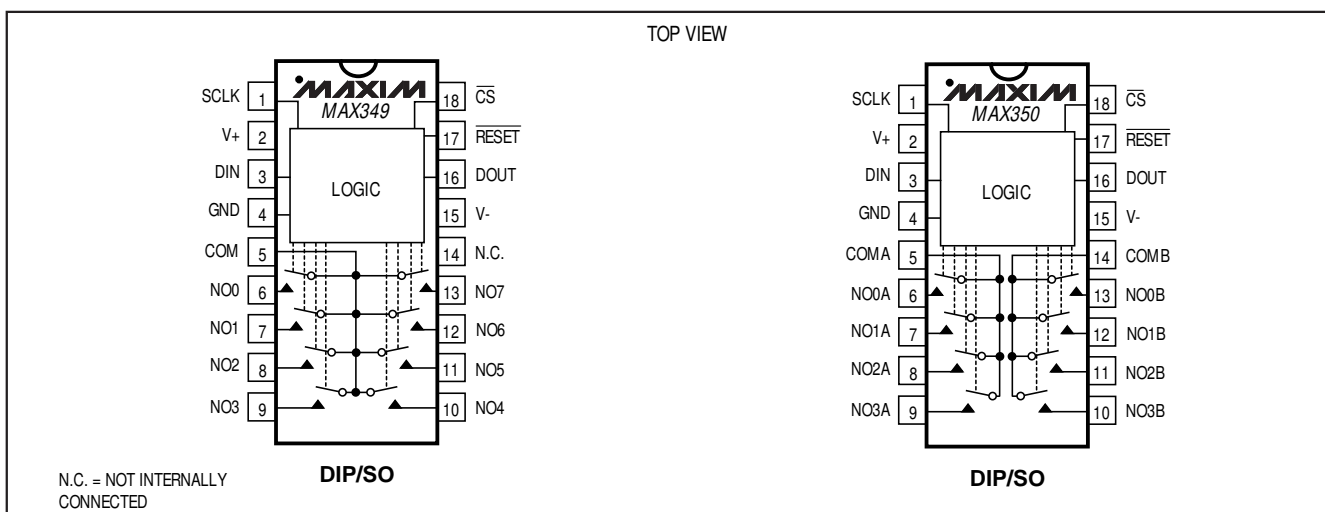 TOP VIEW
MAXIM
MAX349
SCLK 1
V+ 2
DIN 3
GND 4
COM 5
NO0 6
NO1 7
NO2 8
NO3 9
18 CS
17 RESET
16 DOUT
15 V-
14 N.C.
13 NO7
12 NO6
11 NO5
10 NO4
LOGIC
DIP/SO
N.C. = NOT INTERNALLY
CONNECTED
MAXIM
MAX350
SCLK 1
V+ 2
DIN 3
GND 4
COMA 5
NO0A 6
NO1A 7
NO2A 8
NO3A 9
18 CS
17 RESET
16 DOUT
15 V-
14 COMB
13 NO0B
12 NO1B
11 NO2B
10 NO3B
LOGIC
DIP/SO